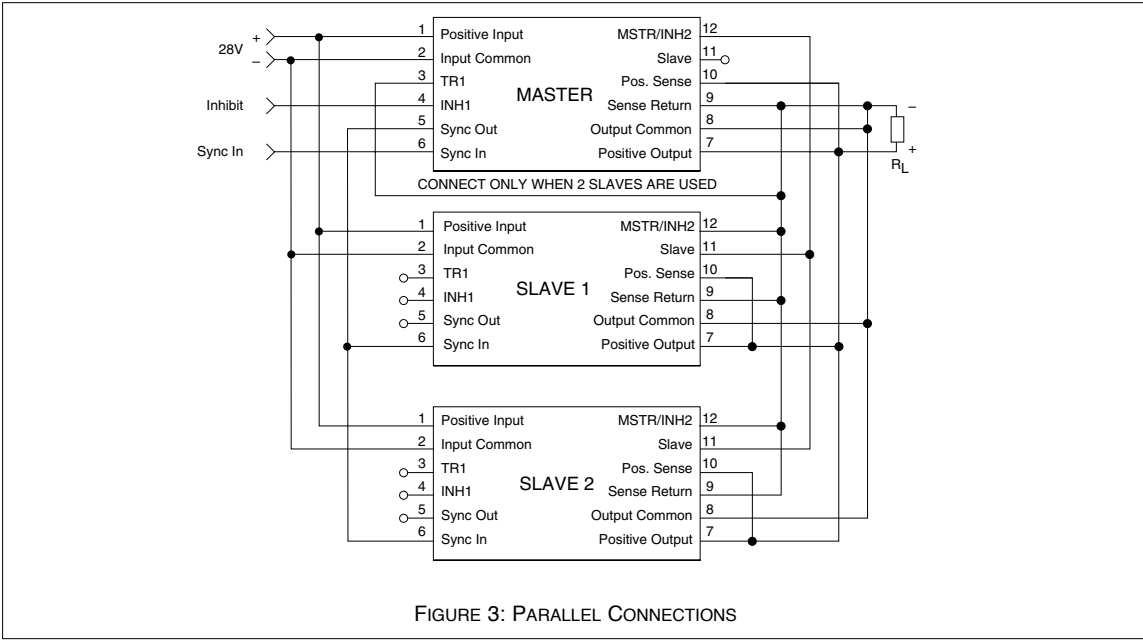 28V
+
–
Inhibit
Sync In
1 Positive Input MSTR/INH2 12
2 Input Common Slave 11
3 TR1 Pos. Sense 10
MASTER
4 INH1 Sense Return 9
5 Sync Out Output Common 8
6 Sync In Positive Output 7
–
+
RL
CONNECT ONLY WHEN 2 SLAVES ARE USED
1 Positive Input MSTR/INH2 12
2 Input Common Slave 11
3 TR1 Pos. Sense 10
SLAVE 1
4 INH1 Sense Return 9
5 Sync Out Output Common 8
6 Sync In Positive Output 7
1 Positive Input MSTR/INH2 12
2 Input Common Slave 11
3 TR1 Pos. Sense 10
SLAVE 2
4 INH1 Sense Return 9
5 Sync Out Output Common 8
6 Sync In Positive Output 7
FIGURE 3: PARALLEL CONNECTIONS